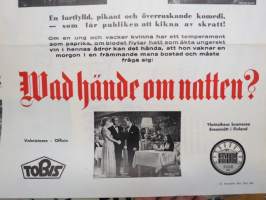 En fartfylld, pikant och överraskande komedi,
— som får publiken att kikna av skratt!
Om en ung och vacker kvinna har ett temperament
som paprika, om blodet flyter hett som äkta ungerskt
vin i hennes ådror kan det hända, att hon vaknar en
morgon i en främmande mans bostad och måste
fråga sig:
Wad hände om natten?
TOBIS